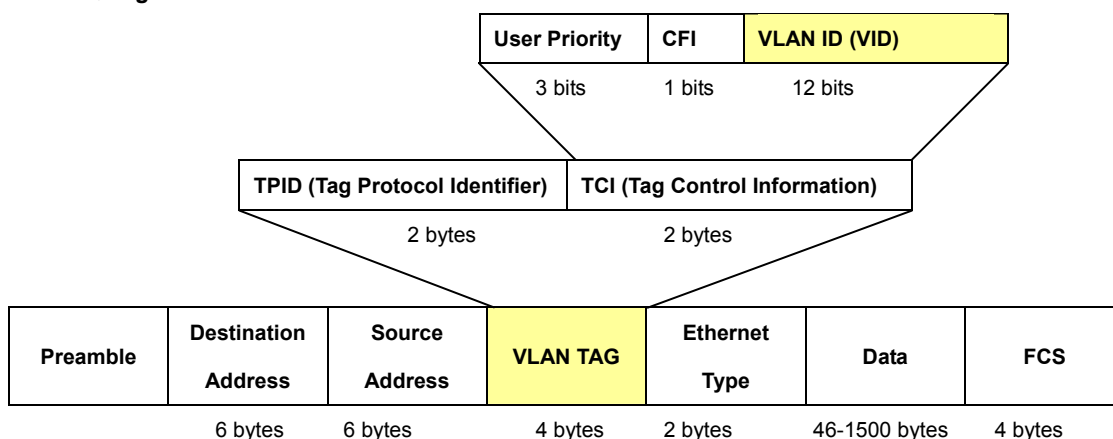 User Priority CFI VLAN ID (VID)
3 bits 1 bits 12 bits
TPID (Tag Protocol Identifier) TCI (Tag Control Information)
2 bytes 2 bytes
Preamble Destination Address Source Address VLAN TAG Ethernet Type Data FCS
6 bytes 6 bytes 4 bytes 2 bytes 46-1500 bytes 4 bytes